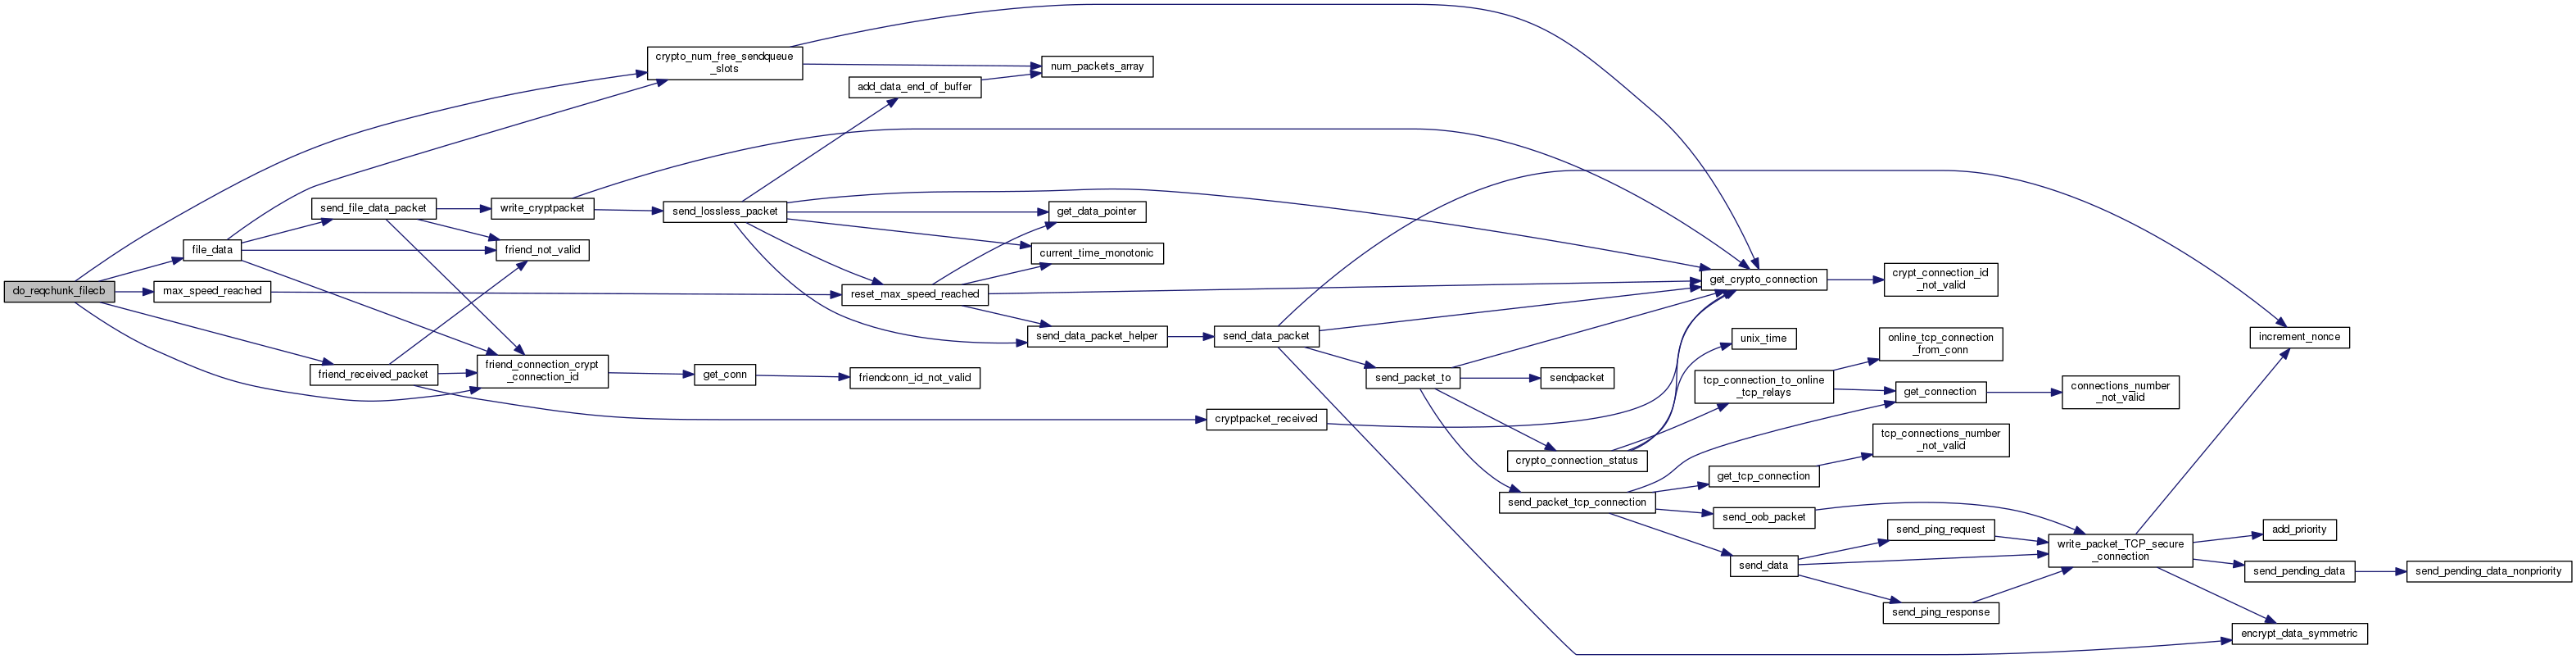 do_reqchunk_filecb
file_data
max_speed_reached
send_file_data_packet
friend_received_packet
write_cryptpacket
friend_not_valid
friend_connection_crypt
_connection_id
crypto_num_free_sendqueue
_slots
send_lossless_packet
get_conn
add_data_end_of_buffer
reset_max_speed_reached
friendconn_id_not_valid
num_packets_array
get_data_pointer
current_time_monotonic
send_data_packet_helper
cryptpacket_received
send_data_packet
send_packet_to
sendpacket
crypto_connection_status
send_packet_tcp_connection
get_crypto_connection
unix_time
tcp_connection_to_online
_tcp_relays
get_tcp_connection
send_oob_packet
send_data
crypt_connection_id
_not_valid
online_tcp_connection
_from_conn
get_connection
tcp_connections_number
_not_valid
send_ping_request
send_ping_response
connections_number
_not_valid
write_packet_TCP_secure
_connection
increment_nonce
add_priority
send_pending_data
encrypt_data_symmetric
send_pending_data_nonpriority